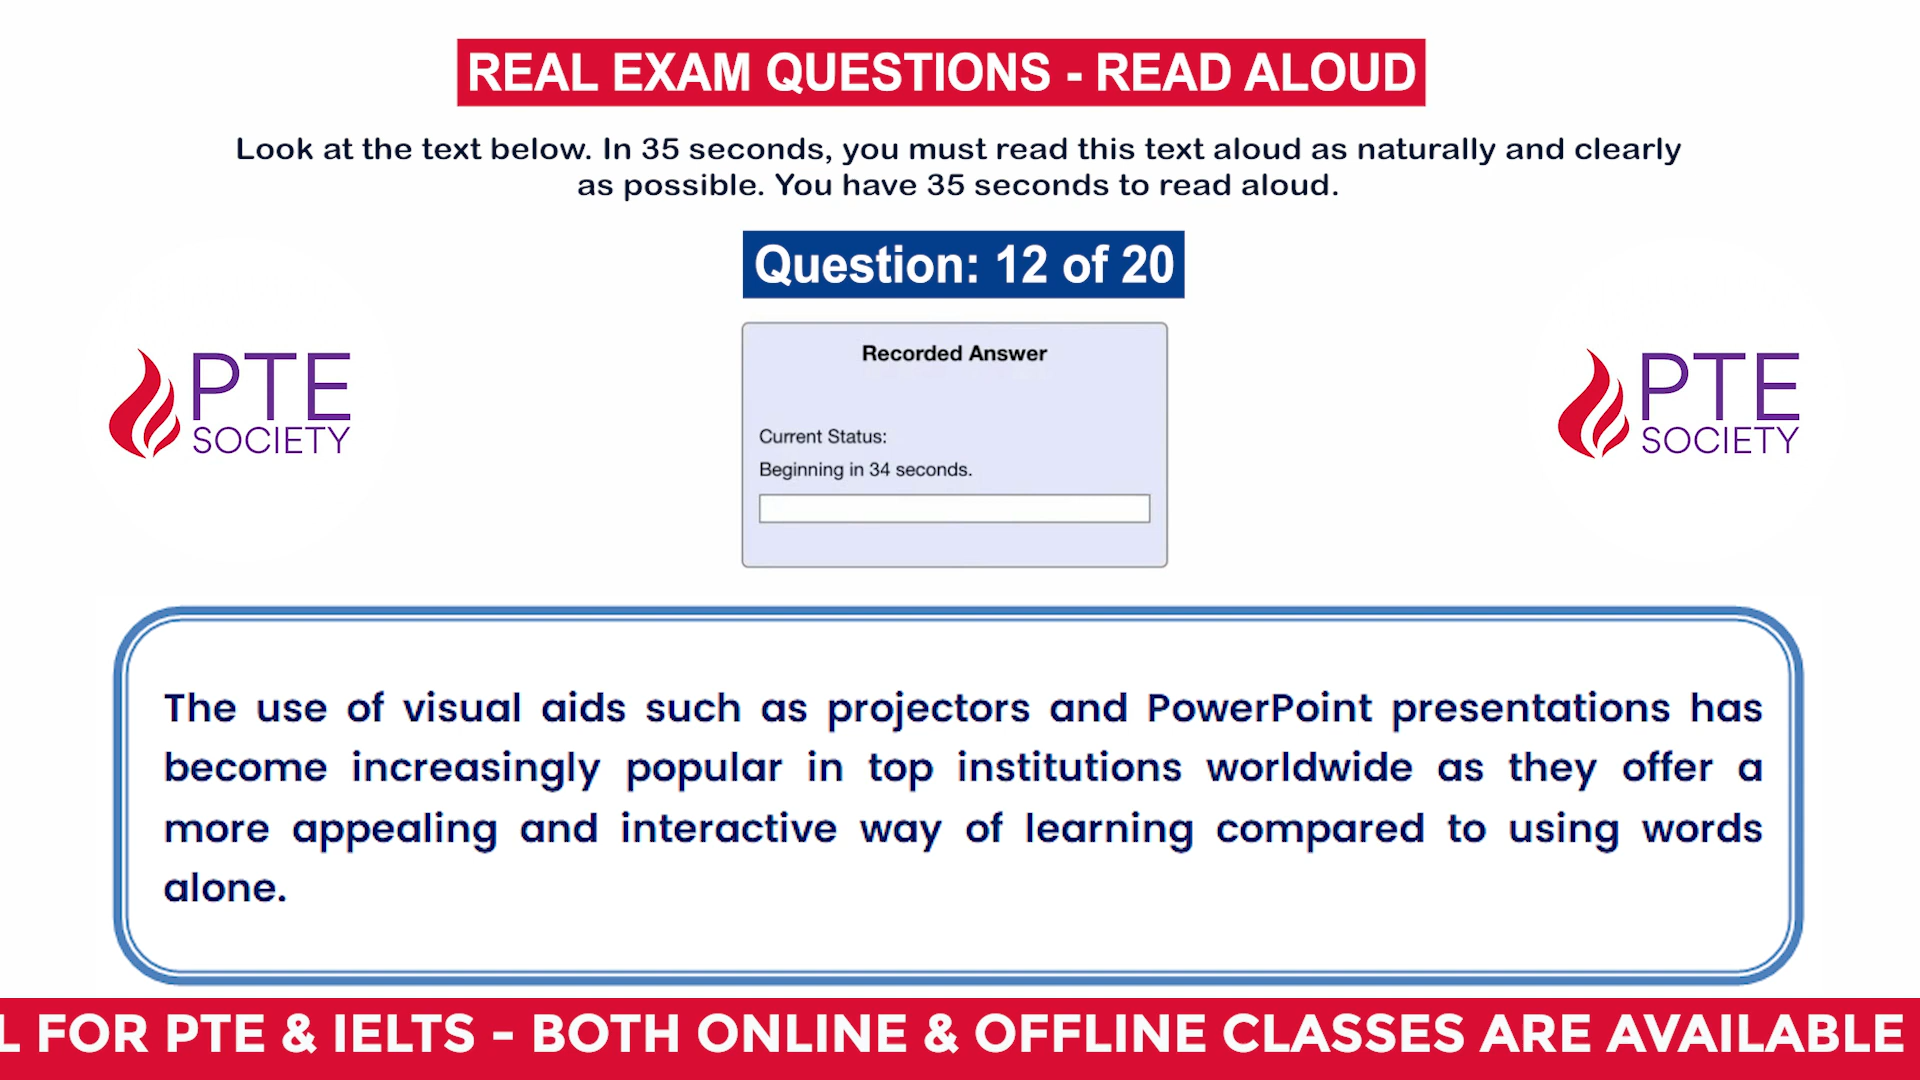 REAL EXAM QUESTIONS - READ ALOUD
Look at the text below. In 35 seconds, you must read this text aloud as naturally and clearly
as possible. You have 35 seconds to read aloud.
Question: 12 of 20
PTE
SOCIETY
Recorded Answer
Current Status:
Beginning in 34 seconds.
PTE
SOCIETY
The use of visual aids such as projectors and PowerPoint presentations has
become increasingly popular in top institutions worldwide as they offer a
more appealing and interactive way of learning compared to using words
alone.
L FOR PTE & IELTS - BOTH ONLINE & OFFLINE CLASSES ARE AVAILABLE